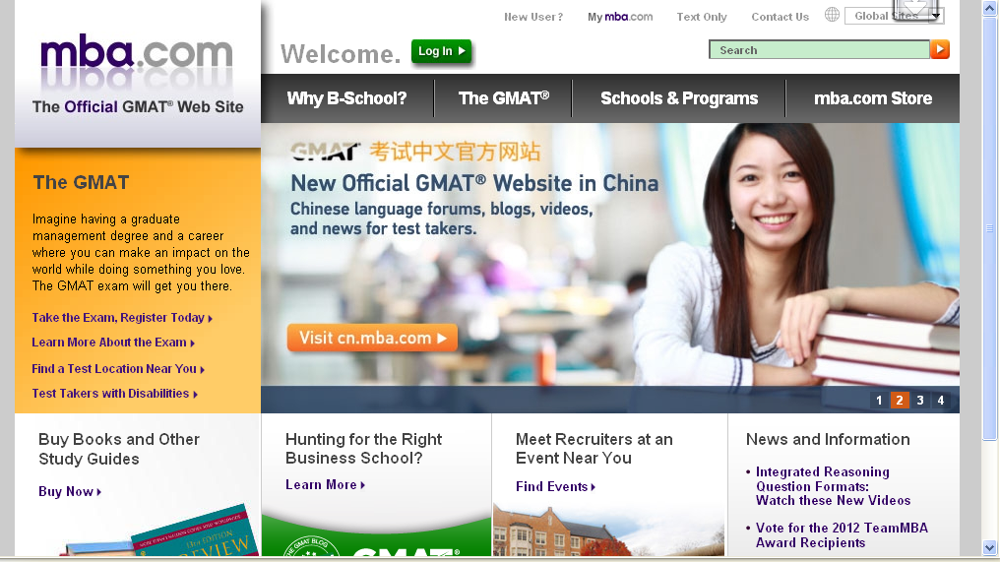 New User?
My mba.com
Text Only
Contact Us
Global Sites
mba.com
The Official GMAT® Web Site
Welcome.
Log In
Search
Why B-School?
The GMAT®
Schools & Programs
mba.com Store
The GMAT
Imagine having a graduate
management degree and a career
where you can make an impact on the
world while doing something you love.
The GMAT exam will get you there.
Take the Exam, Register Today
Learn More About the Exam
Find a Test Location Near You
Test Takers with Disabilities
GMAT 考试中文官方网站
New Official GMAT® Website in China
Chinese language forums, blogs, videos,
and news for test takers.
Visit cn.mba.com
1 2 3 4
Buy Books and Other
Study Guides
Buy Now
13TH EDITION
REVIEW
Hunting for the Right
Business School?
Learn More
THE GMAT BLOG
GMAT
Meet Recruiters at an
Event Near You
Find Events
News and Information
• Integrated Reasoning
Question Formats:
Watch these New Videos
• Vote for the 2012 TeamMBA
Award Recipients